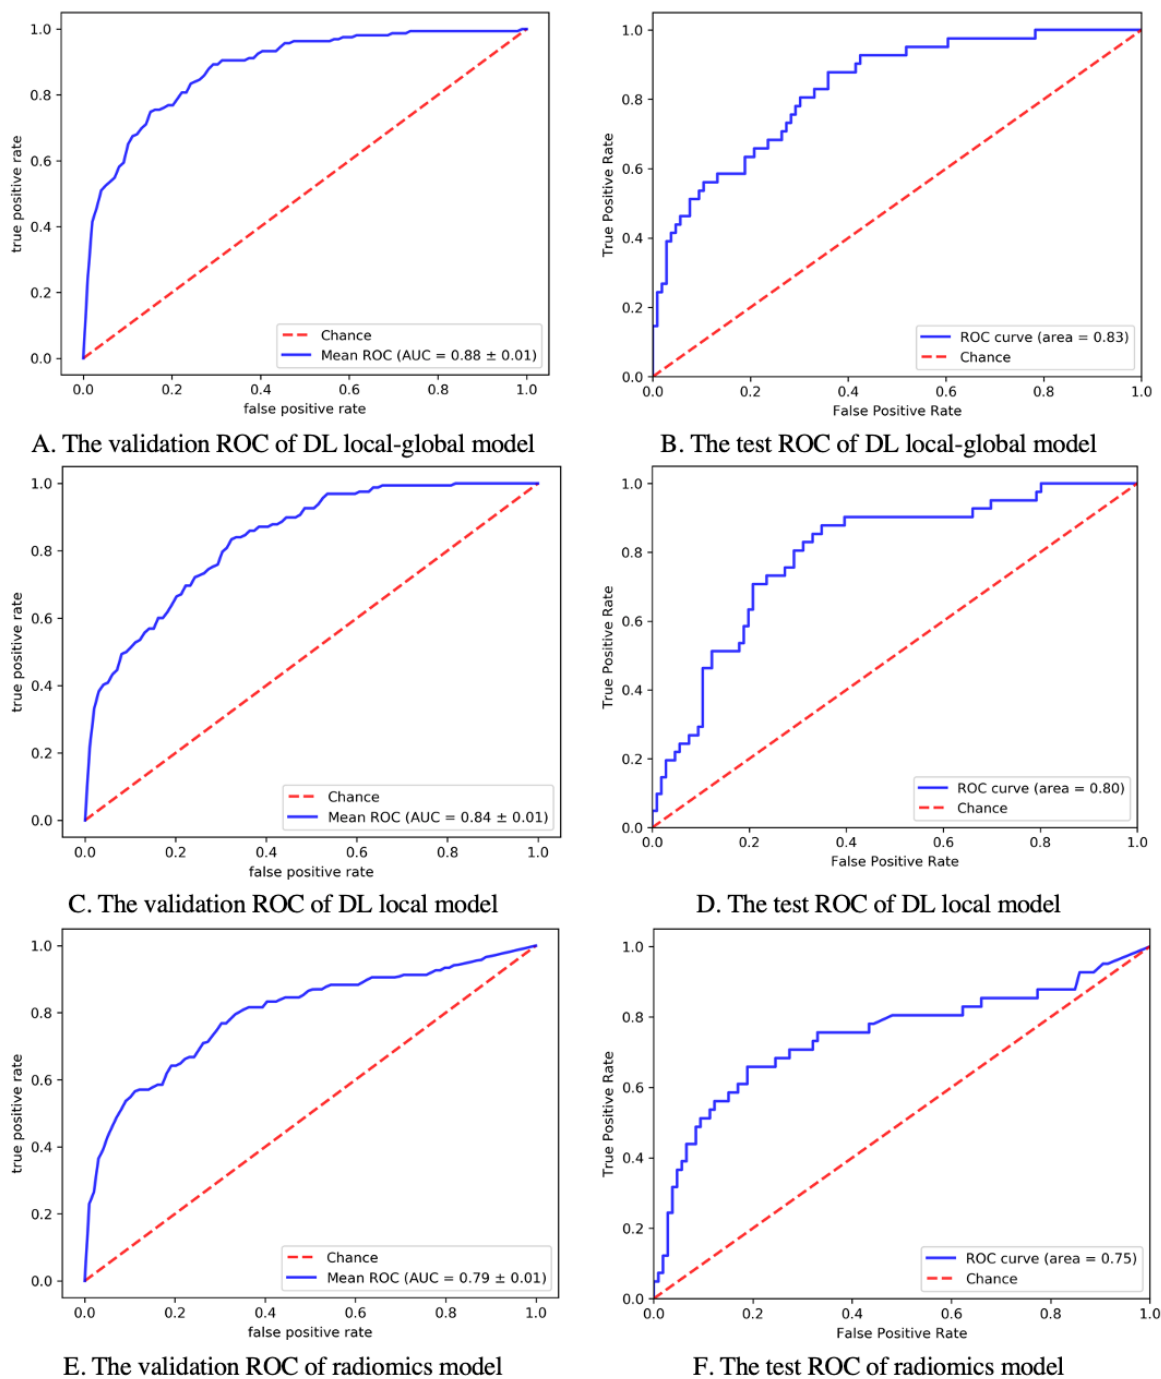 1.0
0.8
0.6
0.4
0.2
0.0
true positive rate
Chance
Mean ROC (AUC = 0.88 ± 0.01)
0.0 0.2 0.4 0.6 0.8 1.0
false positive rate
A. The validation ROC of DL local-global model
1.0
0.8
0.6
0.4
0.2
0.0
True Positive Rate
ROC curve (area = 0.83)
Chance
0.0 0.2 0.4 0.6 0.8 1.0
False Positive Rate
B. The test ROC of DL local-global model
1.0
0.8
0.6
0.4
0.2
0.0
true positive rate
Chance
Mean ROC (AUC = 0.84 ± 0.01)
0.0 0.2 0.4 0.6 0.8 1.0
false positive rate
C. The validation ROC of DL local model
1.0
0.8
0.6
0.4
0.2
0.0
True Positive Rate
ROC curve (area = 0.80)
Chance
0.0 0.2 0.4 0.6 0.8 1.0
False Positive Rate
D. The test ROC of DL local model
1.0
0.8
0.6
0.4
0.2
0.0
true positive rate
Chance
Mean ROC (AUC = 0.79 ± 0.01)
0.0 0.2 0.4 0.6 0.8 1.0
false positive rate
E. The validation ROC of radiomics model
1.0
0.8
0.6
0.4
0.2
0.0
True Positive Rate
ROC curve (area = 0.75)
Chance
0.0 0.2 0.4 0.6 0.8 1.0
False Positive Rate
F. The test ROC of radiomics model